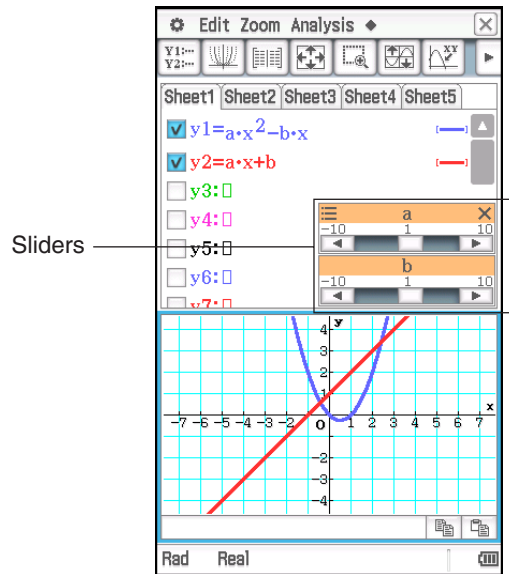 Edit Zoom Analysis ◆
Y1:··· Y2:··· XY
Sheet1 Sheet2 Sheet3 Sheet4 Sheet5
y1=a·x²−b·x
y2=a·x+b
y3:▯
y4:▯
y5:▯
y6:▯
y7:▯
a
-10 1 10
b
-10 1 10
Sliders
y
4
3
2
1
-7 -6 -5 -4 -3 -2 0 1 2 3 4 5 6 7 x
-2
-3
-4
Rad Real